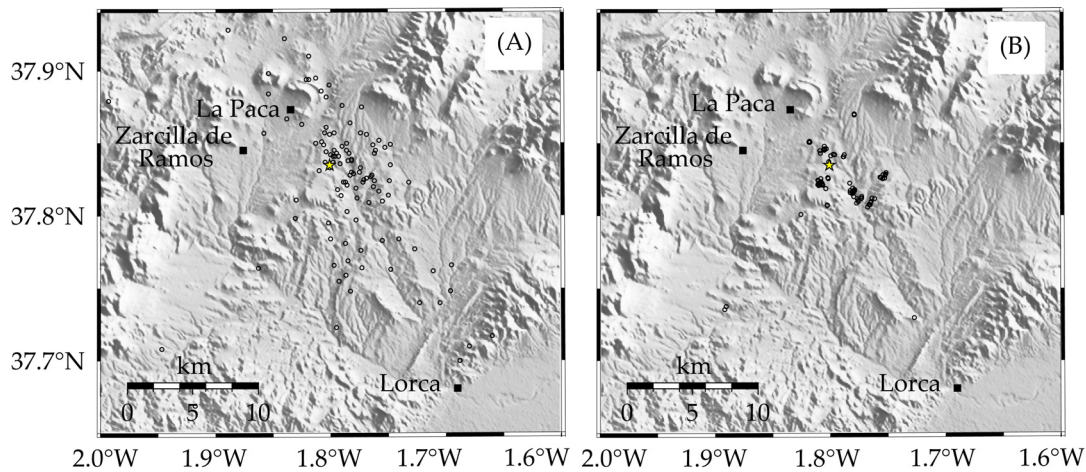 (A)
(B)
37.9°N
La Paca
La Paca
Zarcilla de
Ramos
Zarcilla de
Ramos
37.8°N
37.7°N
km
0 5 10
Lorca
km
0 5 10
Lorca
2.0°W 1.9°W 1.8°W 1.7°W 1.6°W
2.0°W 1.9°W 1.8°W 1.7°W 1.6°W